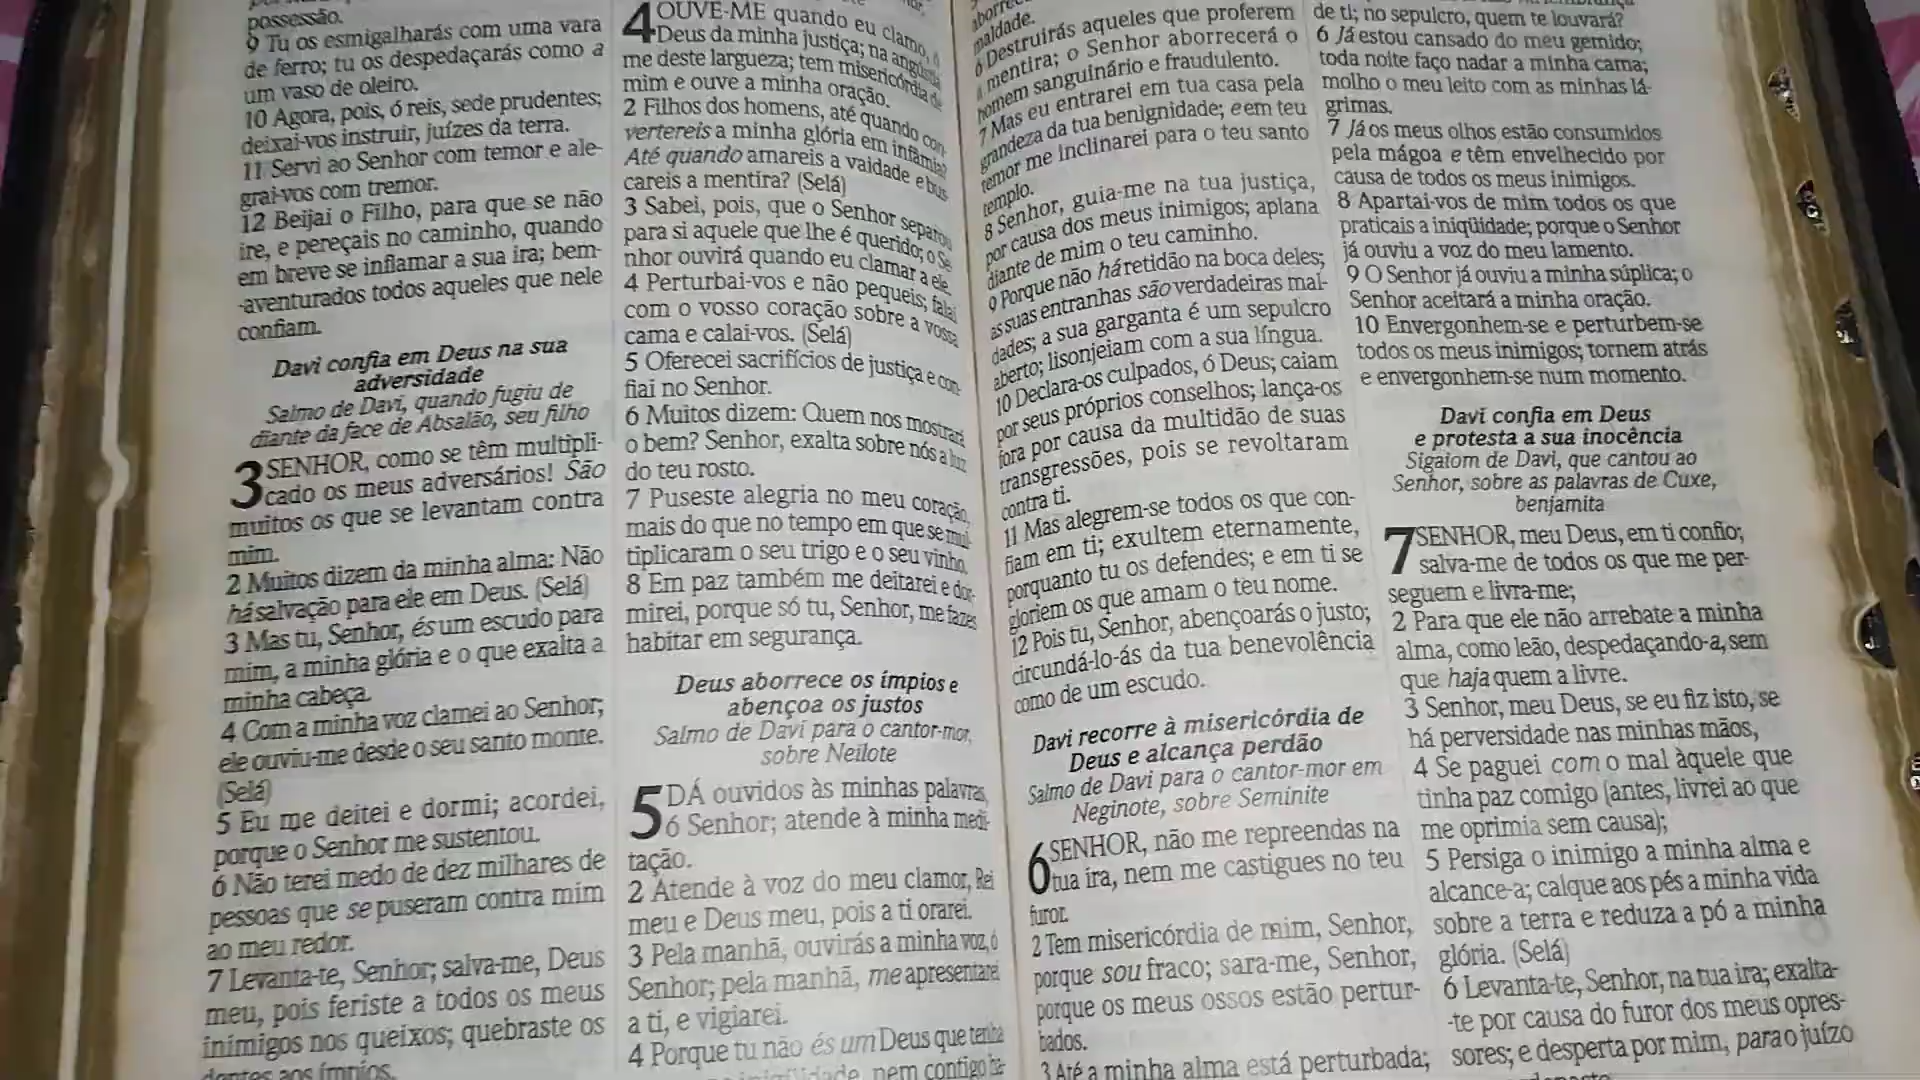 possessão.
9 Tu os esmigalharás com uma vara
de ferro; tu os despedaçarás como a
um vaso de oleiro.
10 Agora, pois, ó reis, sede prudentes;
deixai-vos instruir, juízes da terra.
11 Servi ao Senhor com temor e ale-
grai-vos com tremor.
12 Beijai o Filho, para que se não
ire, e pereçais no caminho, quando
em breve se inflamar a sua ira; bem-
-aventurados todos aqueles que nele
confiam.
Davi confia em Deus na sua
adversidade
Salmo de Davi, quando fugiu de
diante da face de Absalão, seu filho
3 SENHOR, como se têm multipli-
cado os meus adversários! São
muitos os que se levantam contra
mim.
2 Muitos dizem da minha alma: Não
há salvação para ele em Deus. (Selá)
3 Mas tu, Senhor, és um escudo para
mim, a minha glória e o que exalta a
minha cabeça.
4 Com a minha voz clamei ao Senhor;
ele ouviu-me desde o seu santo monte.
(Selá)
5 Eu me deitei e dormi; acordei,
porque o Senhor me sustentou.
6 Não terei medo de dez milhares de
pessoas que se puseram contra mim
ao meu redor.
7 Levanta-te, Senhor; salva-me, Deus
meu, pois feriste a todos os meus
inimigos nos queixos; quebraste os
dentes aos ímpios.
4 OUVE-ME quando eu clamo, ó
Deus da minha justiça; na angústia
me deste largueza; tem misericórdia de
mim e ouve a minha oração.
2 Filhos dos homens, até quando con-
vertereis a minha glória em infâmia?
Até quando amareis a vaidade e bus-
careis a mentira? (Selá)
3 Sabei, pois, que o Senhor separou
para si aquele que lhe é querido; o Se-
nhor ouvirá quando eu clamar a ele.
4 Perturbai-vos e não pequeis; falai
com o vosso coração sobre a vossa
cama e calai-vos. (Selá)
5 Oferecei sacrifícios de justiça e con-
fiai no Senhor.
6 Muitos dizem: Quem nos mostrará
o bem? Senhor, exalta sobre nós a luz
do teu rosto.
7 Puseste alegria no meu coração,
mais do que no tempo em que se mul-
tiplicaram o seu trigo e o seu vinho.
8 Em paz também me deitarei e dor-
mirei, porque só tu, Senhor, me fazes
habitar em segurança.
Deus aborrece os ímpios e
abençoa os justos
Salmo de Davi para o cantor-mor,
sobre Neilote
5 DÁ ouvidos às minhas palavras,
ó Senhor; atende à minha medi-
tação.
2 Atende à voz do meu clamor, Rei
meu e Deus meu, pois a ti orarei.
3 Pela manhã, ouvirás a minha voz, ó
Senhor; pela manhã, me apresentarei
a ti, e vigiarei.
4 Porque tu não és um Deus que tenha
nem contigo ha-
maldade.
6 Destruirás aqueles que proferem
a mentira; o Senhor aborrecerá o
homem sanguinário e fraudulento.
7 Mas eu entrarei em tua casa pela
grandeza da tua benignidade; e em teu
temor me inclinarei para o teu santo
templo.
8 Senhor, guia-me na tua justiça,
por causa dos meus inimigos; aplana
diante de mim o teu caminho.
9 Porque não há retidão na boca deles;
as suas entranhas são verdadeiras mal-
dades; a sua garganta é um sepulcro
aberto; lisonjeiam com a sua língua.
10 Declara-os culpados, ó Deus; caiam
por seus próprios conselhos; lança-os
fora por causa da multidão de suas
transgressões, pois se revoltaram
contra ti.
11 Mas alegrem-se todos os que con-
fiam em ti; exultem eternamente,
porquanto tu os defendes; e em ti se
gloriem os que amam o teu nome.
12 Pois tu, Senhor, abençoarás o justo;
circundá-lo-ás da tua benevolência
como de um escudo.
Davi recorre à misericórdia de
Deus e alcança perdão
Salmo de Davi para o cantor-mor em
Neginote, sobre Seminite
6 SENHOR, não me repreendas na
tua ira, nem me castigues no teu
furor.
2 Tem misericórdia de mim, Senhor,
porque sou fraco; sara-me, Senhor,
porque os meus ossos estão pertur-
bados.
3 Até a minha alma está perturbada;
de ti; no sepulcro, quem te louvará?
6 Já estou cansado do meu gemido;
toda noite faço nadar a minha cama;
molho o meu leito com as minhas lá-
grimas.
7 Já os meus olhos estão consumidos
pela mágoa e têm envelhecido por
causa de todos os meus inimigos.
8 Apartai-vos de mim todos os que
praticais a iniqüidade; porque o Senhor
já ouviu a voz do meu lamento.
9 O Senhor já ouviu a minha súplica; o
Senhor aceitará a minha oração.
10 Envergonhem-se e perturbem-se
todos os meus inimigos; tornem atrás
e envergonhem-se num momento.
Davi confia em Deus
e protesta a sua inocência
Sigaiom de Davi, que cantou ao
Senhor, sobre as palavras de Cuxe,
benjamita
7 SENHOR, meu Deus, em ti confio;
salva-me de todos os que me per-
seguem e livra-me;
2 Para que ele não arrebate a minha
alma, como leão, despedaçando-a, sem
que haja quem a livre.
3 Senhor, meu Deus, se eu fiz isto, se
há perversidade nas minhas mãos,
4 Se paguei com o mal àquele que
tinha paz comigo (antes, livrei ao que
me oprimia sem causa);
5 Persiga o inimigo a minha alma e
alcance-a; calque aos pés a minha vida
sobre a terra e reduza a pó a minha
glória. (Selá)
6 Levanta-te, Senhor, na tua ira; exalta-
-te por causa do furor dos meus opres-
sores; e desperta por mim, para o juízo